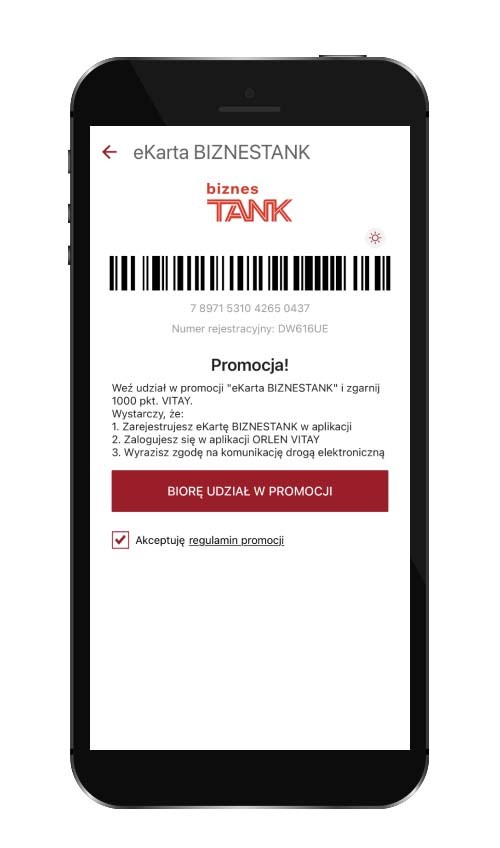 eKarta BIZNESTANK
biznes
TANK
7 8971 5310 4265 0437
Numer rejestracyjny: DW616UE
Promocja!
Weź udział w promocji "eKarta BIZNESTANK" i zgarnij
1000 pkt. VITAY.
Wystarczy, że:
1. Zarejestrujesz eKartę BIZNESTANK w aplikacji
2. Zalogujesz się w aplikacji ORLEN VITAY
3. Wyrazisz zgodę na komunikację drogą elektroniczną
BIORĘ UDZIAŁ W PROMOCJI
Akceptuję regulamin promocji